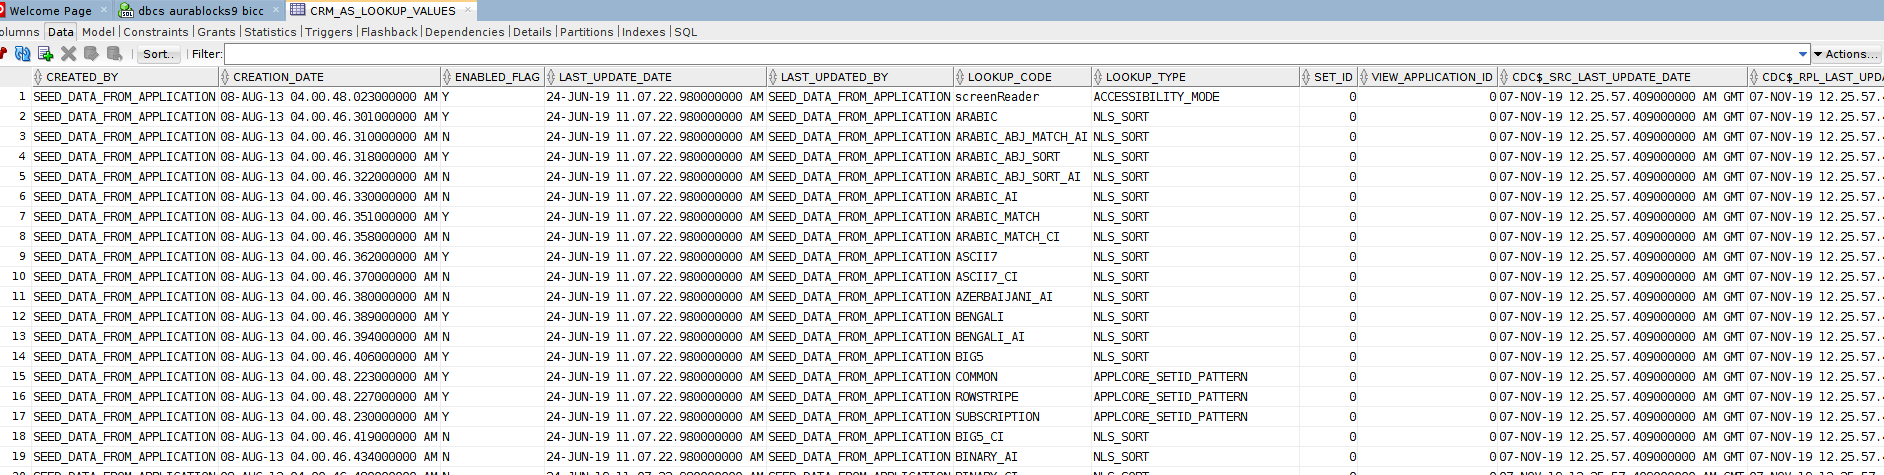 Welcome Page dbcs aurablocks9 bicc CRM_AS_LOOKUP_VALUES
olumns Data Model Constraints Grants Statistics Triggers Flashback Dependencies Details Partitions Indexes SQL
Sort.. Filter: Actions...
CREATED_BY CREATION_DATE ENABLED_FLAG LAST_UPDATE_DATE LAST_UPDATED_BY LOOKUP_CODE LOOKUP_TYPE SET_ID VIEW_APPLICATION_ID CDC$_SRC_LAST_UPDATE_DATE CDC$_RPL_LAST_UPDA
1 SEED_DATA_FROM_APPLICATION 08-AUG-13 04.00.48.023000000 AM Y 24-JUN-19 11.07.22.980000000 AM SEED_DATA_FROM_APPLICATION screenReader ACCESSIBILITY_MODE 0 0 07-NOV-19 12.25.57.409000000 AM GMT 07-NOV-19 12.25.57.4
2 SEED_DATA_FROM_APPLICATION 08-AUG-13 04.00.46.301000000 AM Y 24-JUN-19 11.07.22.980000000 AM SEED_DATA_FROM_APPLICATION ARABIC NLS_SORT 0 0 07-NOV-19 12.25.57.409000000 AM GMT 07-NOV-19 12.25.57.4
3 SEED_DATA_FROM_APPLICATION 08-AUG-13 04.00.46.310000000 AM N 24-JUN-19 11.07.22.980000000 AM SEED_DATA_FROM_APPLICATION ARABIC_ABJ_MATCH_AI NLS_SORT 0 0 07-NOV-19 12.25.57.409000000 AM GMT 07-NOV-19 12.25.57.4
4 SEED_DATA_FROM_APPLICATION 08-AUG-13 04.00.46.318000000 AM Y 24-JUN-19 11.07.22.980000000 AM SEED_DATA_FROM_APPLICATION ARABIC_ABJ_SORT NLS_SORT 0 0 07-NOV-19 12.25.57.409000000 AM GMT 07-NOV-19 12.25.57.4
5 SEED_DATA_FROM_APPLICATION 08-AUG-13 04.00.46.322000000 AM N 24-JUN-19 11.07.22.980000000 AM SEED_DATA_FROM_APPLICATION ARABIC_ABJ_SORT_AI NLS_SORT 0 0 07-NOV-19 12.25.57.409000000 AM GMT 07-NOV-19 12.25.57.4
6 SEED_DATA_FROM_APPLICATION 08-AUG-13 04.00.46.330000000 AM N 24-JUN-19 11.07.22.980000000 AM SEED_DATA_FROM_APPLICATION ARABIC_AI NLS_SORT 0 0 07-NOV-19 12.25.57.409000000 AM GMT 07-NOV-19 12.25.57.4
7 SEED_DATA_FROM_APPLICATION 08-AUG-13 04.00.46.351000000 AM Y 24-JUN-19 11.07.22.980000000 AM SEED_DATA_FROM_APPLICATION ARABIC_MATCH NLS_SORT 0 0 07-NOV-19 12.25.57.409000000 AM GMT 07-NOV-19 12.25.57.4
8 SEED_DATA_FROM_APPLICATION 08-AUG-13 04.00.46.358000000 AM N 24-JUN-19 11.07.22.980000000 AM SEED_DATA_FROM_APPLICATION ARABIC_MATCH_CI NLS_SORT 0 0 07-NOV-19 12.25.57.409000000 AM GMT 07-NOV-19 12.25.57.4
9 SEED_DATA_FROM_APPLICATION 08-AUG-13 04.00.46.362000000 AM Y 24-JUN-19 11.07.22.980000000 AM SEED_DATA_FROM_APPLICATION ASCII7 NLS_SORT 0 0 07-NOV-19 12.25.57.409000000 AM GMT 07-NOV-19 12.25.57.4
10 SEED_DATA_FROM_APPLICATION 08-AUG-13 04.00.46.370000000 AM N 24-JUN-19 11.07.22.980000000 AM SEED_DATA_FROM_APPLICATION ASCII7_CI NLS_SORT 0 0 07-NOV-19 12.25.57.409000000 AM GMT 07-NOV-19 12.25.57.4
11 SEED_DATA_FROM_APPLICATION 08-AUG-13 04.00.46.380000000 AM N 24-JUN-19 11.07.22.980000000 AM SEED_DATA_FROM_APPLICATION AZERBAIJANI_AI NLS_SORT 0 0 07-NOV-19 12.25.57.409000000 AM GMT 07-NOV-19 12.25.57.4
12 SEED_DATA_FROM_APPLICATION 08-AUG-13 04.00.46.389000000 AM Y 24-JUN-19 11.07.22.980000000 AM SEED_DATA_FROM_APPLICATION BENGALI NLS_SORT 0 0 07-NOV-19 12.25.57.409000000 AM GMT 07-NOV-19 12.25.57.4
13 SEED_DATA_FROM_APPLICATION 08-AUG-13 04.00.46.394000000 AM N 24-JUN-19 11.07.22.980000000 AM SEED_DATA_FROM_APPLICATION BENGALI_AI NLS_SORT 0 0 07-NOV-19 12.25.57.409000000 AM GMT 07-NOV-19 12.25.57.4
14 SEED_DATA_FROM_APPLICATION 08-AUG-13 04.00.46.406000000 AM Y 24-JUN-19 11.07.22.980000000 AM SEED_DATA_FROM_APPLICATION BIG5 NLS_SORT 0 0 07-NOV-19 12.25.57.409000000 AM GMT 07-NOV-19 12.25.57.4
15 SEED_DATA_FROM_APPLICATION 08-AUG-13 04.00.48.223000000 AM Y 24-JUN-19 11.07.22.980000000 AM SEED_DATA_FROM_APPLICATION COMMON APPLCORE_SETID_PATTERN 0 0 07-NOV-19 12.25.57.409000000 AM GMT 07-NOV-19 12.25.57.4
16 SEED_DATA_FROM_APPLICATION 08-AUG-13 04.00.48.227000000 AM Y 24-JUN-19 11.07.22.980000000 AM SEED_DATA_FROM_APPLICATION ROWSTRIPE APPLCORE_SETID_PATTERN 0 0 07-NOV-19 12.25.57.409000000 AM GMT 07-NOV-19 12.25.57.4
17 SEED_DATA_FROM_APPLICATION 08-AUG-13 04.00.48.230000000 AM Y 24-JUN-19 11.07.22.980000000 AM SEED_DATA_FROM_APPLICATION SUBSCRIPTION APPLCORE_SETID_PATTERN 0 0 07-NOV-19 12.25.57.409000000 AM GMT 07-NOV-19 12.25.57.4
18 SEED_DATA_FROM_APPLICATION 08-AUG-13 04.00.46.419000000 AM N 24-JUN-19 11.07.22.980000000 AM SEED_DATA_FROM_APPLICATION BIG5_CI NLS_SORT 0 0 07-NOV-19 12.25.57.409000000 AM GMT 07-NOV-19 12.25.57.4
19 SEED_DATA_FROM_APPLICATION 08-AUG-13 04.00.46.434000000 AM N 24-JUN-19 11.07.22.980000000 AM SEED_DATA_FROM_APPLICATION BINARY_AI NLS_SORT 0 0 07-NOV-19 12.25.57.409000000 AM GMT 07-NOV-19 12.25.57.4